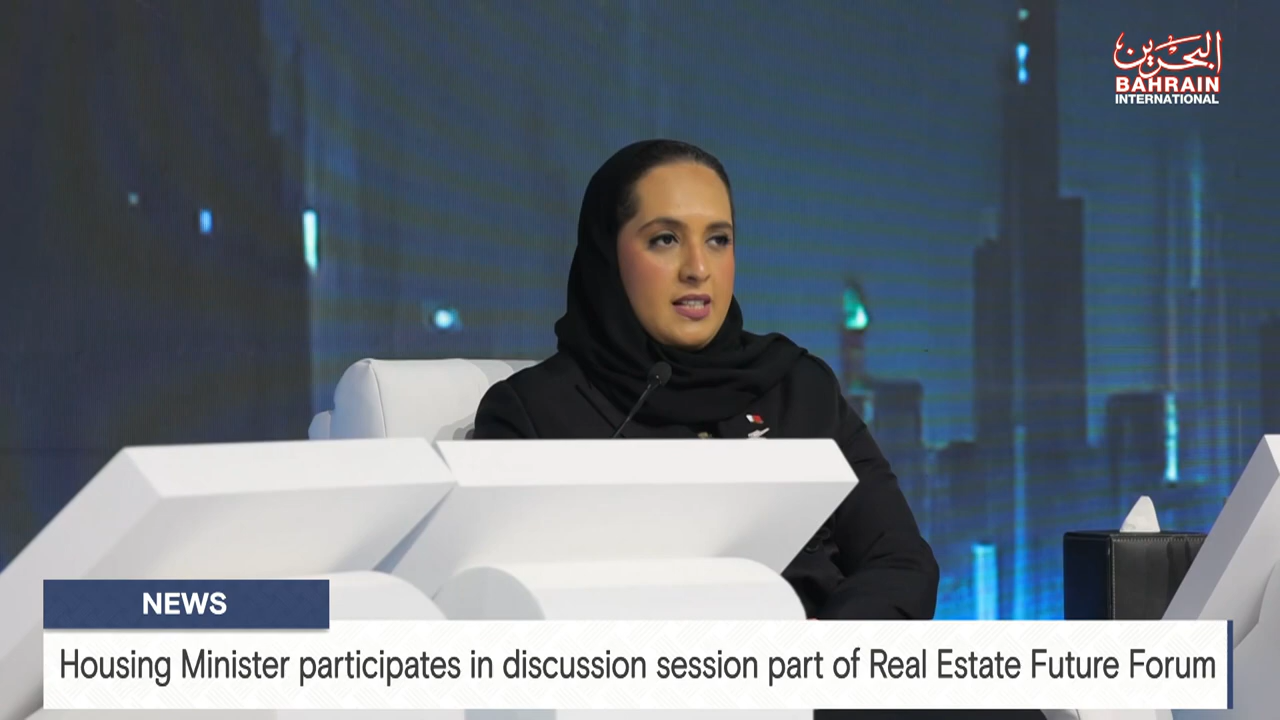 البحرين
BAHRAIN
INTERNATIONAL
NEWS
Housing Minister participates in discussion session part of Real Estate Future Forum